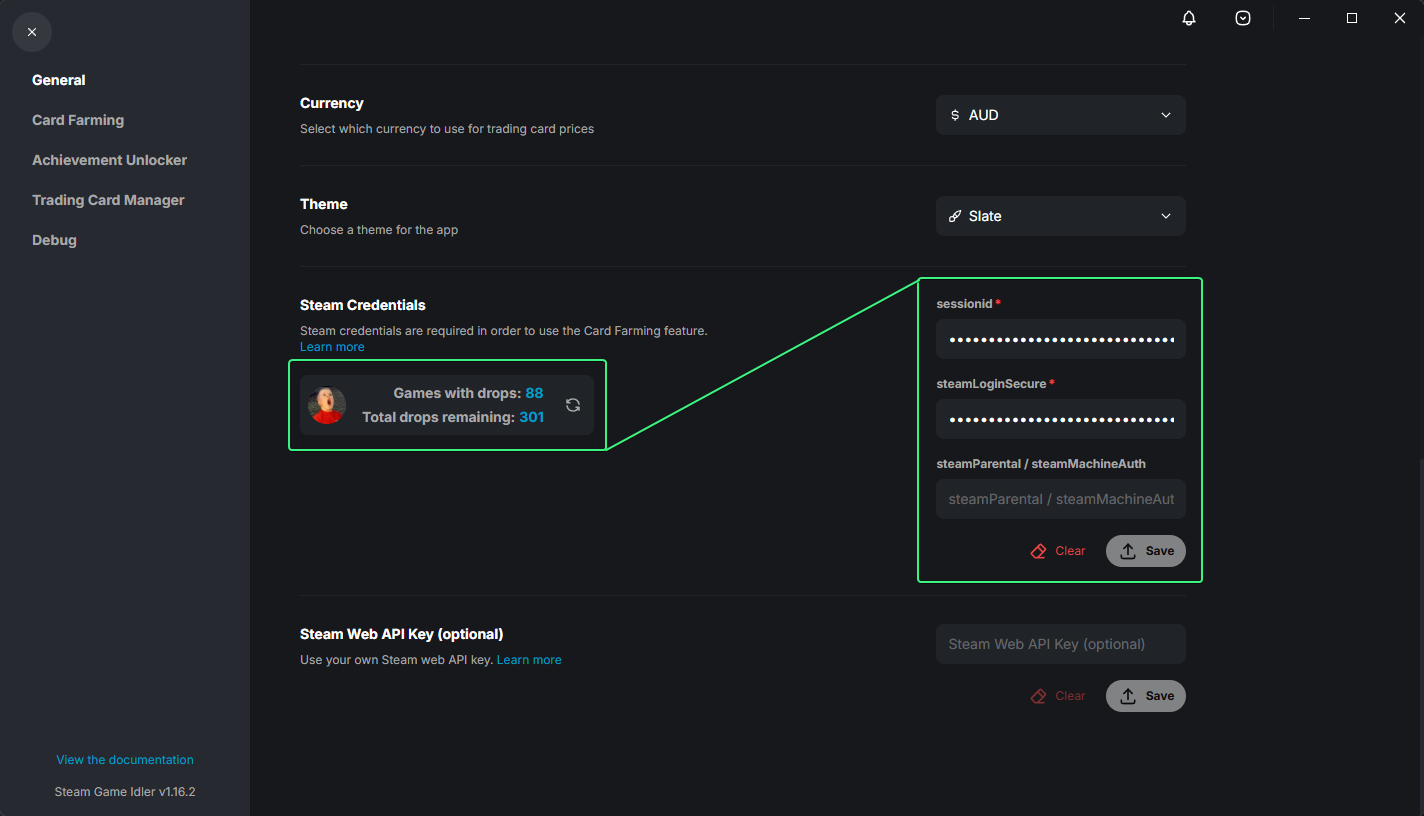 General
Card Farming
Achievement Unlocker
Trading Card Manager
Debug
View the documentation
Steam Game Idler v1.16.2
Currency
Select which currency to use for trading card prices
$ AUD
Theme
Choose a theme for the app
Slate
Steam Credentials
Steam credentials are required in order to use the Card Farming feature.
Learn more
Games with drops: 88
Total drops remaining: 301
sessionid *
••••••••••••••••••••••••••
steamLoginSecure *
••••••••••••••••••••••••••
steamParental / steamMachineAuth
steamParental / steamMachineAut
Clear
Save
Steam Web API Key (optional)
Use your own Steam web API key. Learn more
Steam Web API Key (optional)
Clear
Save